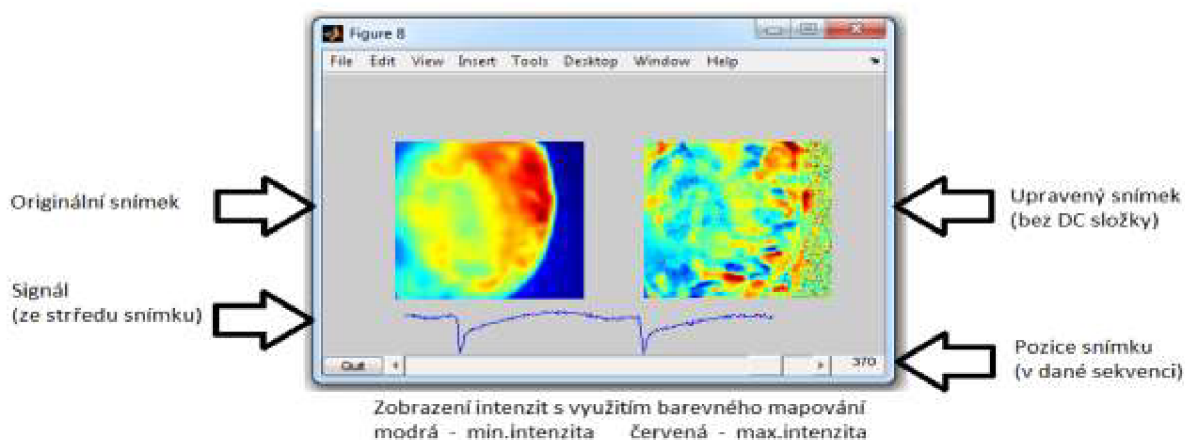 Figure 8
File Edit View Insert Tools Desktop Window Help
Originální snímek
Upravený snímek
(bez DC složky)
Signál
(ze středu snímku)
Quit
370
Pozice snímku
(v dané sekvenci)
Zobrazení intenzit s využitím barevného mapování
modrá - min.intenzita červená - max.intenzita